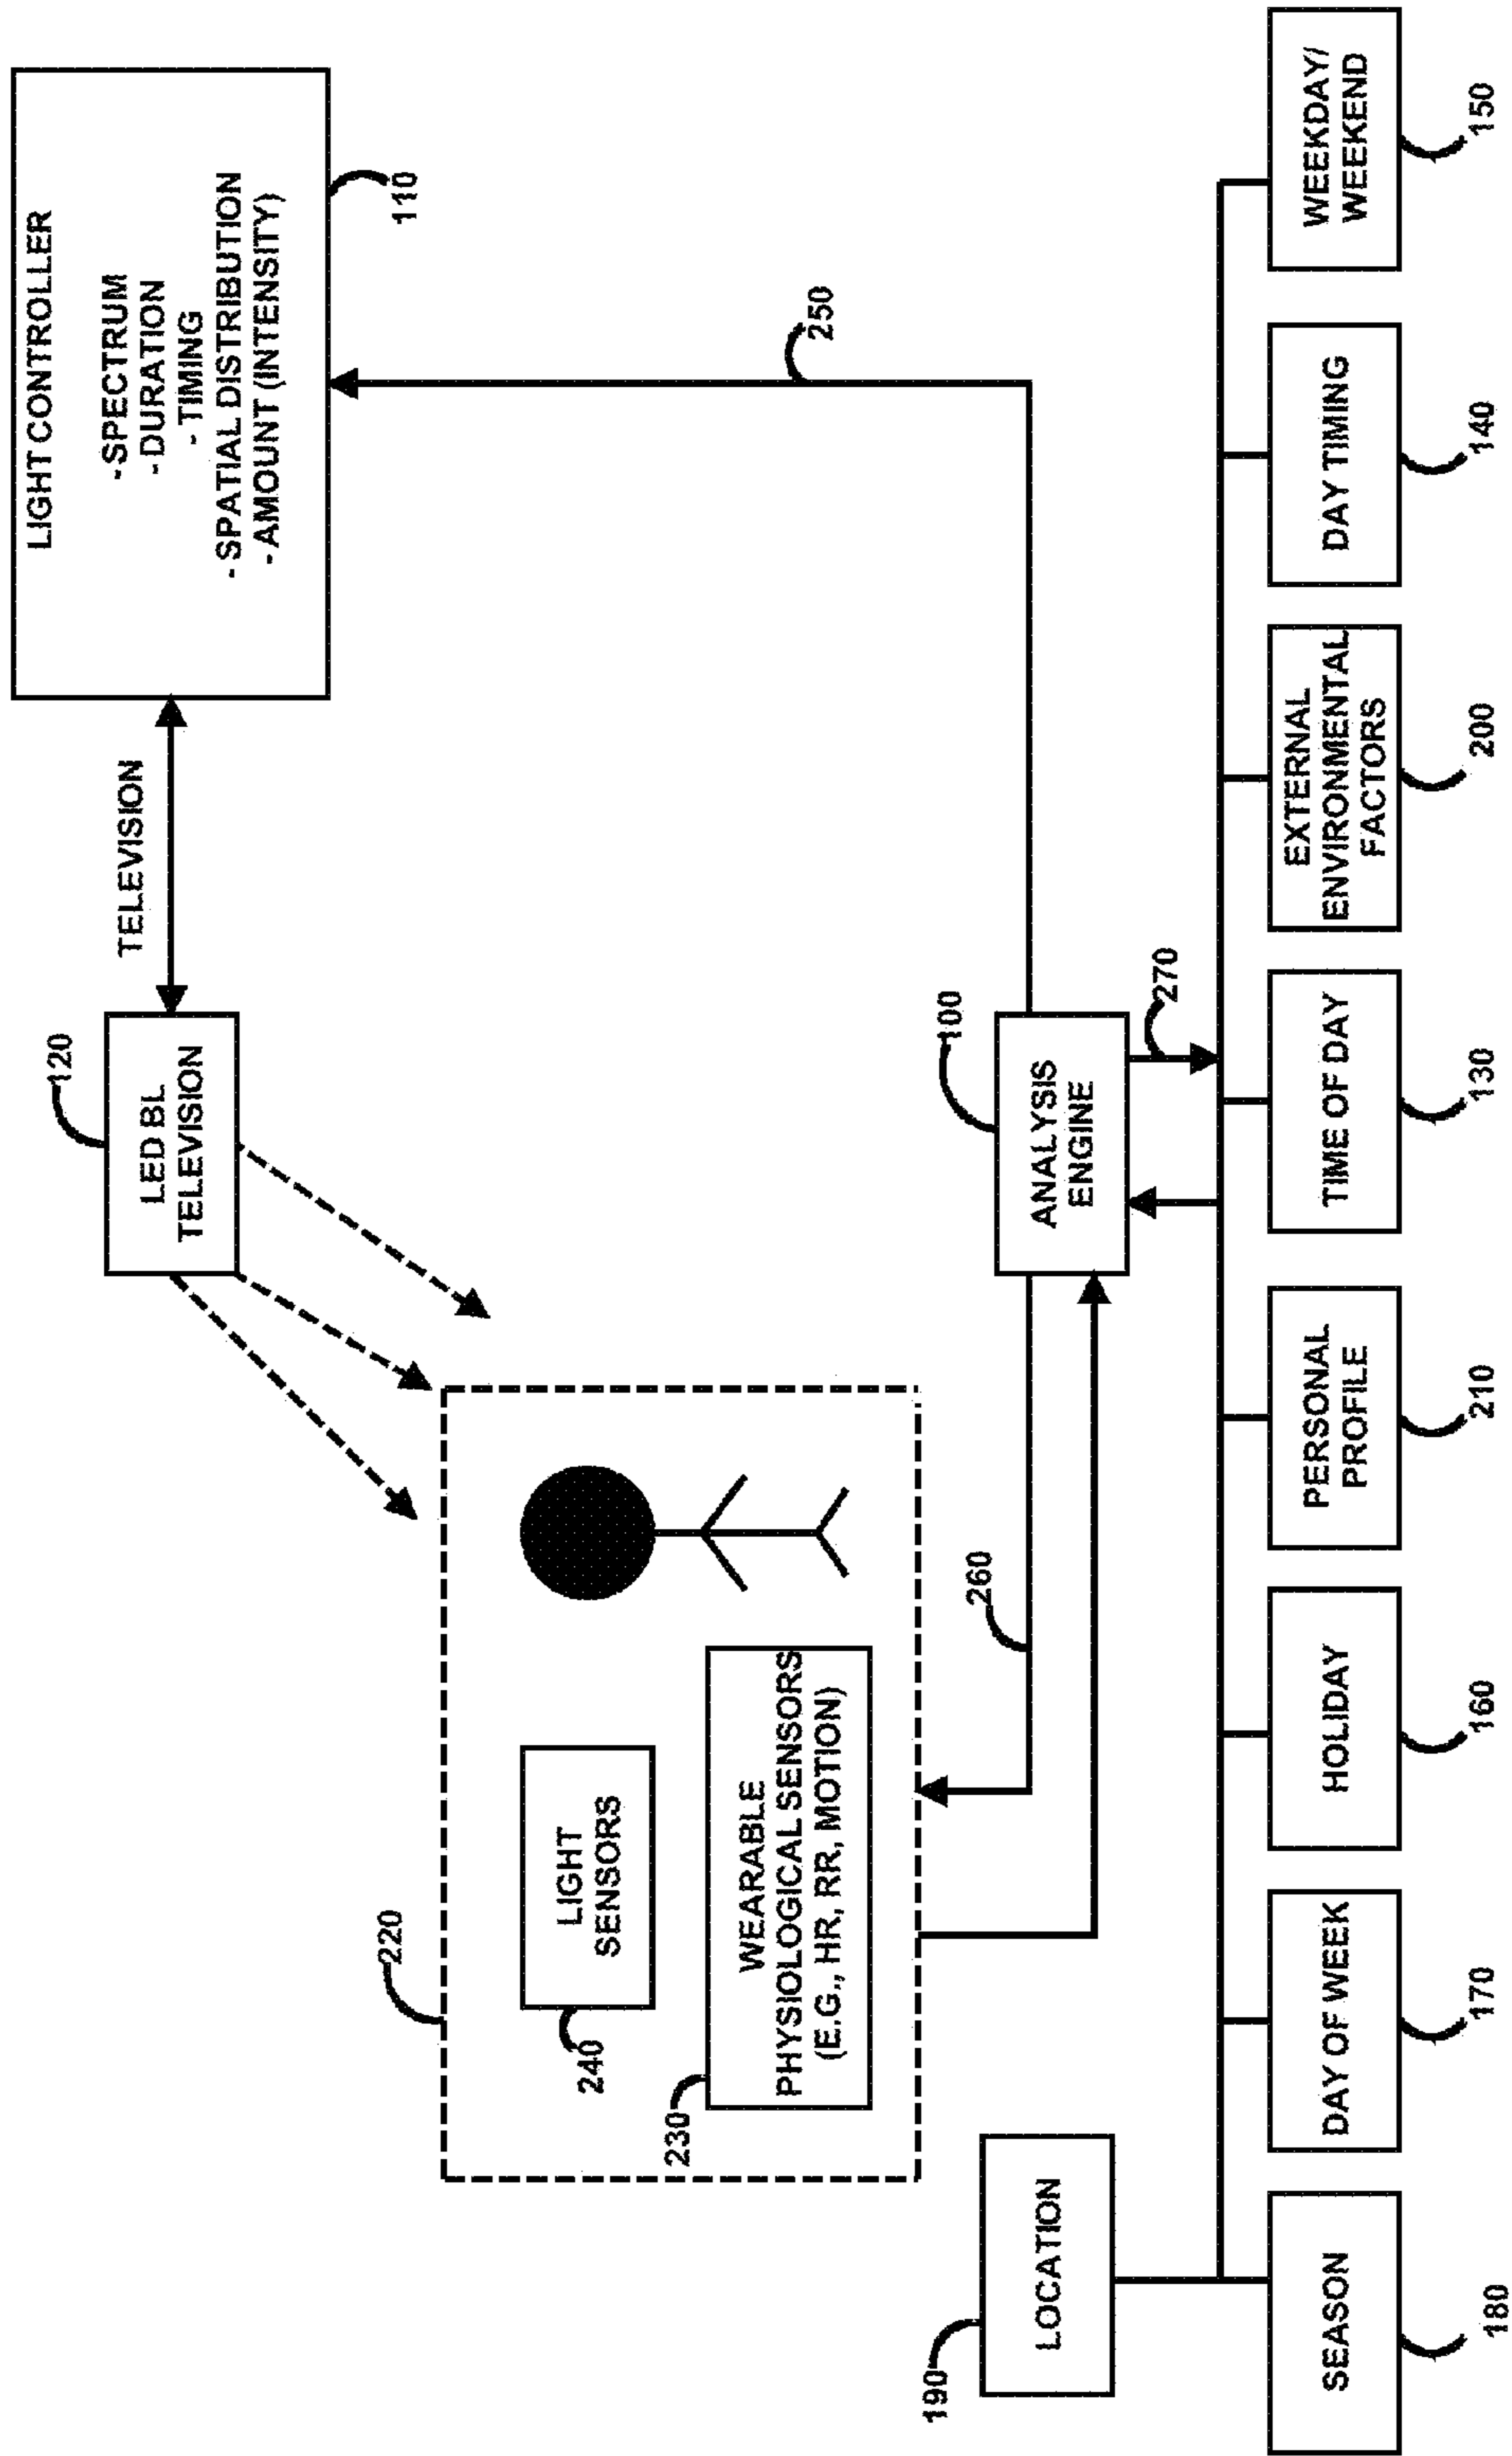 LIGHT CONTROLLER
-SPECTRUM
-DURATION
- TIMING
-SPATIAL DISTRIBUTION
-AMOUNT (INTENSITY)
110
TELEVISION
120
LED BL
TELEVISION
250
220
LIGHT
SENSORS
240
WEARABLE
PHYSIOLOGICAL SENSORS
(E.G., HR, RR, MOTION)
230
260
100
ANALYSIS
ENGINE
270
190
LOCATION
SEASON
180
DAY OF WEEK
170
HOLIDAY
160
PERSONAL
PROFILE
210
TIME OF DAY
130
EXTERNAL
ENVIRONMENTAL
FACTORS
200
DAY TIMING
140
WEEKDAY/
WEEKEND
150